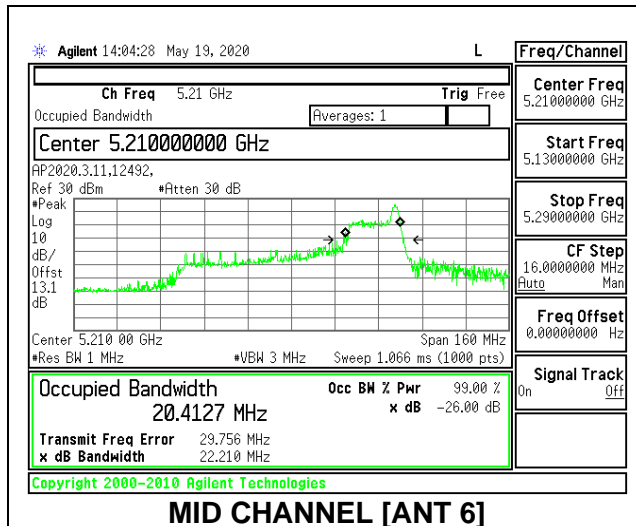 Agilent 14:04:28 May 19, 2020 L
Freq/Channel
Ch Freq 5.21 GHz Trig Free
Occupied Bandwidth Averages: 1
Center 5.210000000 GHz
AP2020.3.11,12492,
Ref 30 dBm #Atten 30 dB
#Peak
Log
10
dB/
Offst
13.1
dB
Center 5.210 00 GHz Span 160 MHz
#Res BW 1 MHz #VBW 3 MHz Sweep 1.066 ms (1000 pts)
Occupied Bandwidth
20.4127 MHz
Occ BW % Pwr 99.00 %
x dB -26.00 dB
Transmit Freq Error 29.756 MHz
x dB Bandwidth 22.210 MHz
Center Freq
5.21000000 GHz
Start Freq
5.13000000 GHz
Stop Freq
5.29000000 GHz
CF Step
16.0000000 MHz
Auto Man
Freq Offset
0.00000000 Hz
Signal Track
On Off
Copyright 2000-2010 Agilent Technologies
MID CHANNEL [ANT 6]